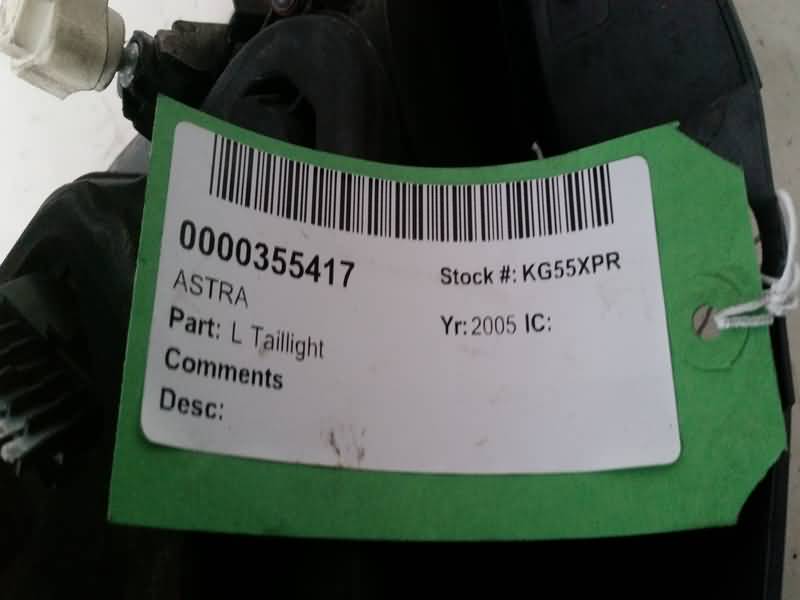 0000355417
ASTRA
Part: L Taillight
Comments
Desc:
Stock #: KG55XPR
Yr: 2005 IC: